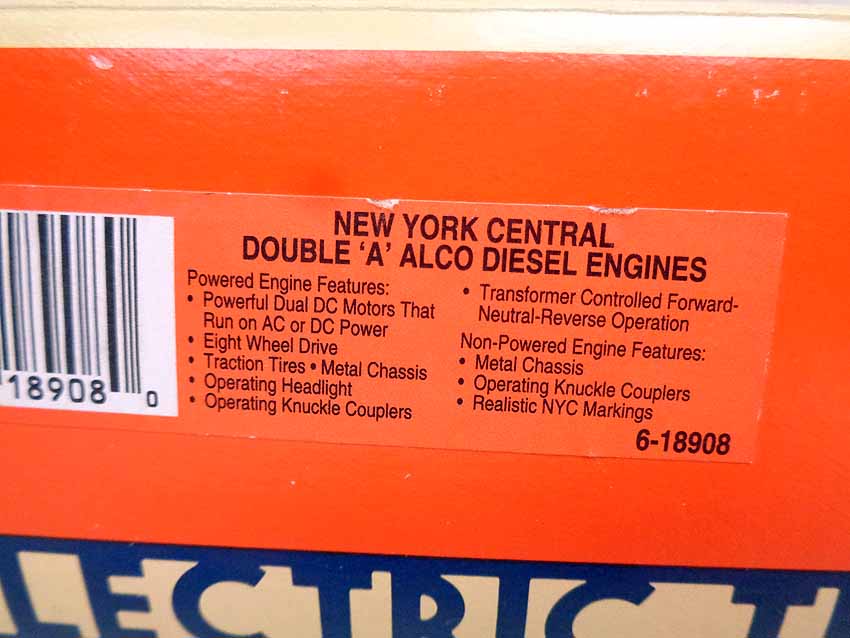 NEW YORK CENTRAL
DOUBLE ‘A’ ALCO DIESEL ENGINES
Powered Engine Features:
• Powerful Dual DC Motors That
Run on AC or DC Power
• Eight Wheel Drive
• Traction Tires • Metal Chassis
• Operating Headlight
• Operating Knuckle Couplers
• Transformer Controlled Forward-
Neutral-Reverse Operation
Non-Powered Engine Features:
• Metal Chassis
• Operating Knuckle Couplers
• Realistic NYC Markings
6-18908
18908 0
LECTRIC T